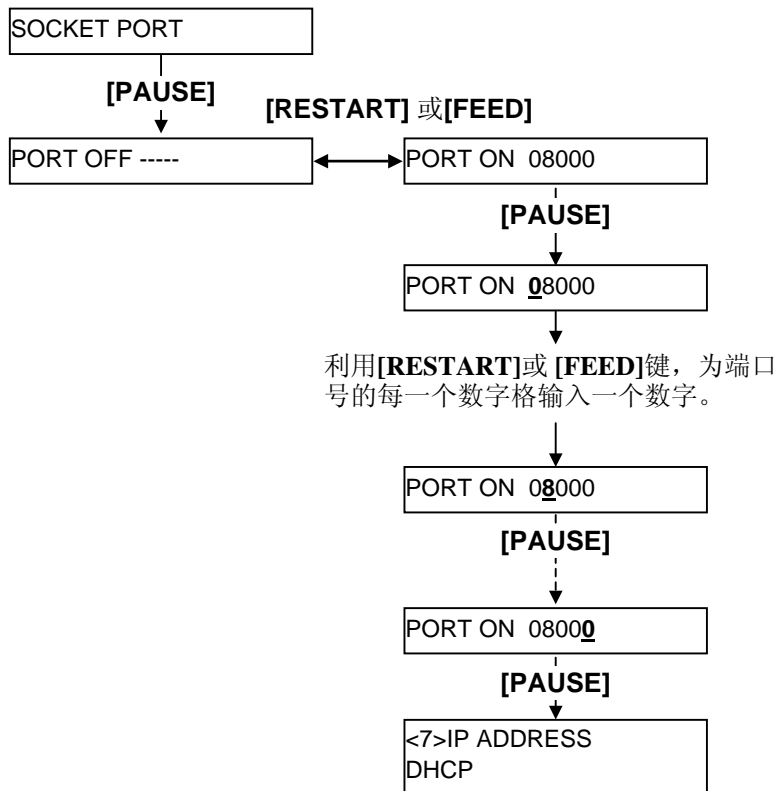 SOCKET PORT
[PAUSE]
[RESTART] 或[FEED]
PORT OFF -----
PORT ON 08000
[PAUSE]
PORT ON 08000
利用[RESTART]或 [FEED]键，为端口
号的每一个数字格输入一个数字。
PORT ON 08000
[PAUSE]
PORT ON 08000
[PAUSE]
<7>IP ADDRESS
DHCP